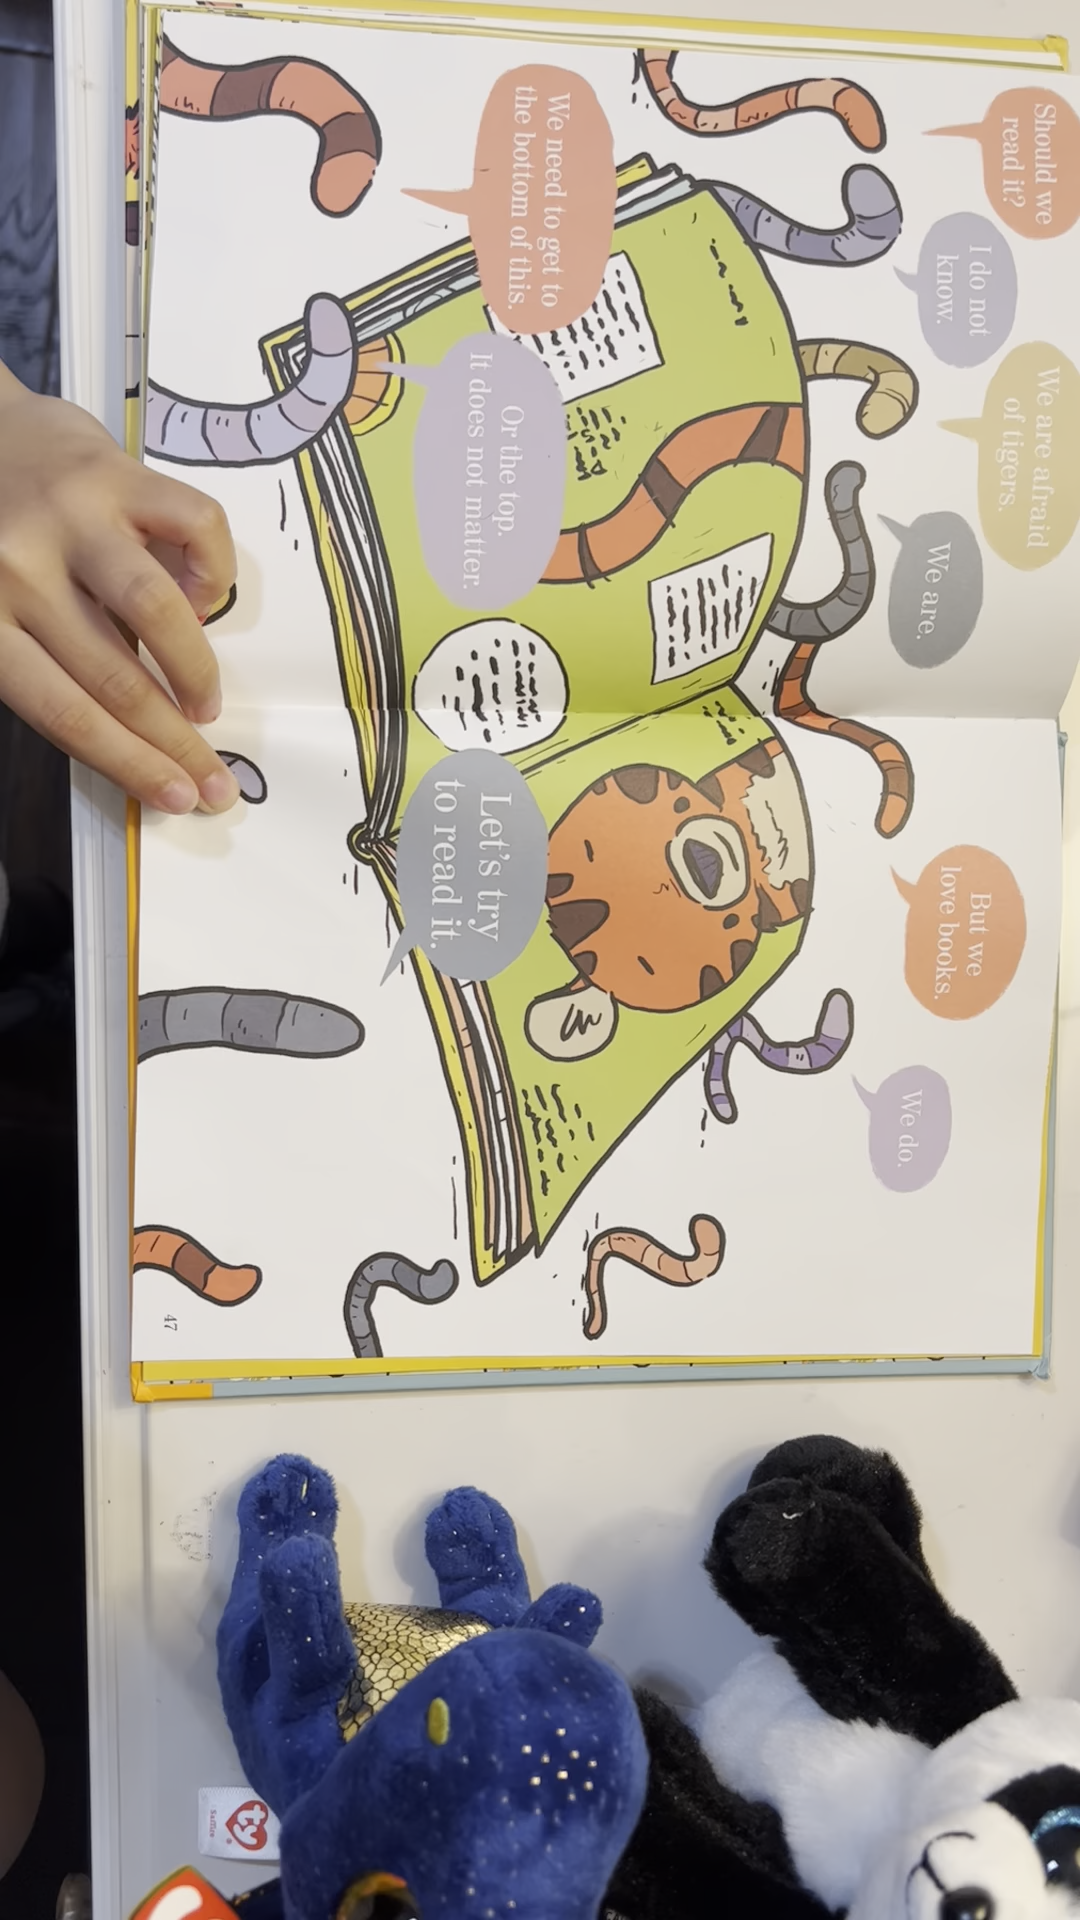 Should we
read it?
I do not
know.
We are afraid
of tigers.
We are.
But we
love books.
We do.
We need to get to
the bottom of this.
Or the top.
It does not matter.
Let's try
to read it.
47
ty